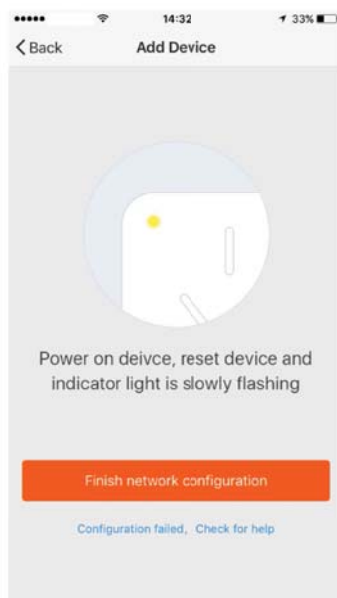 14:32
33%
Back
Add Device
Power on deivce, reset device and
indicator light is slowly flashing
Finish network configuration
Configuration failed, Check for help